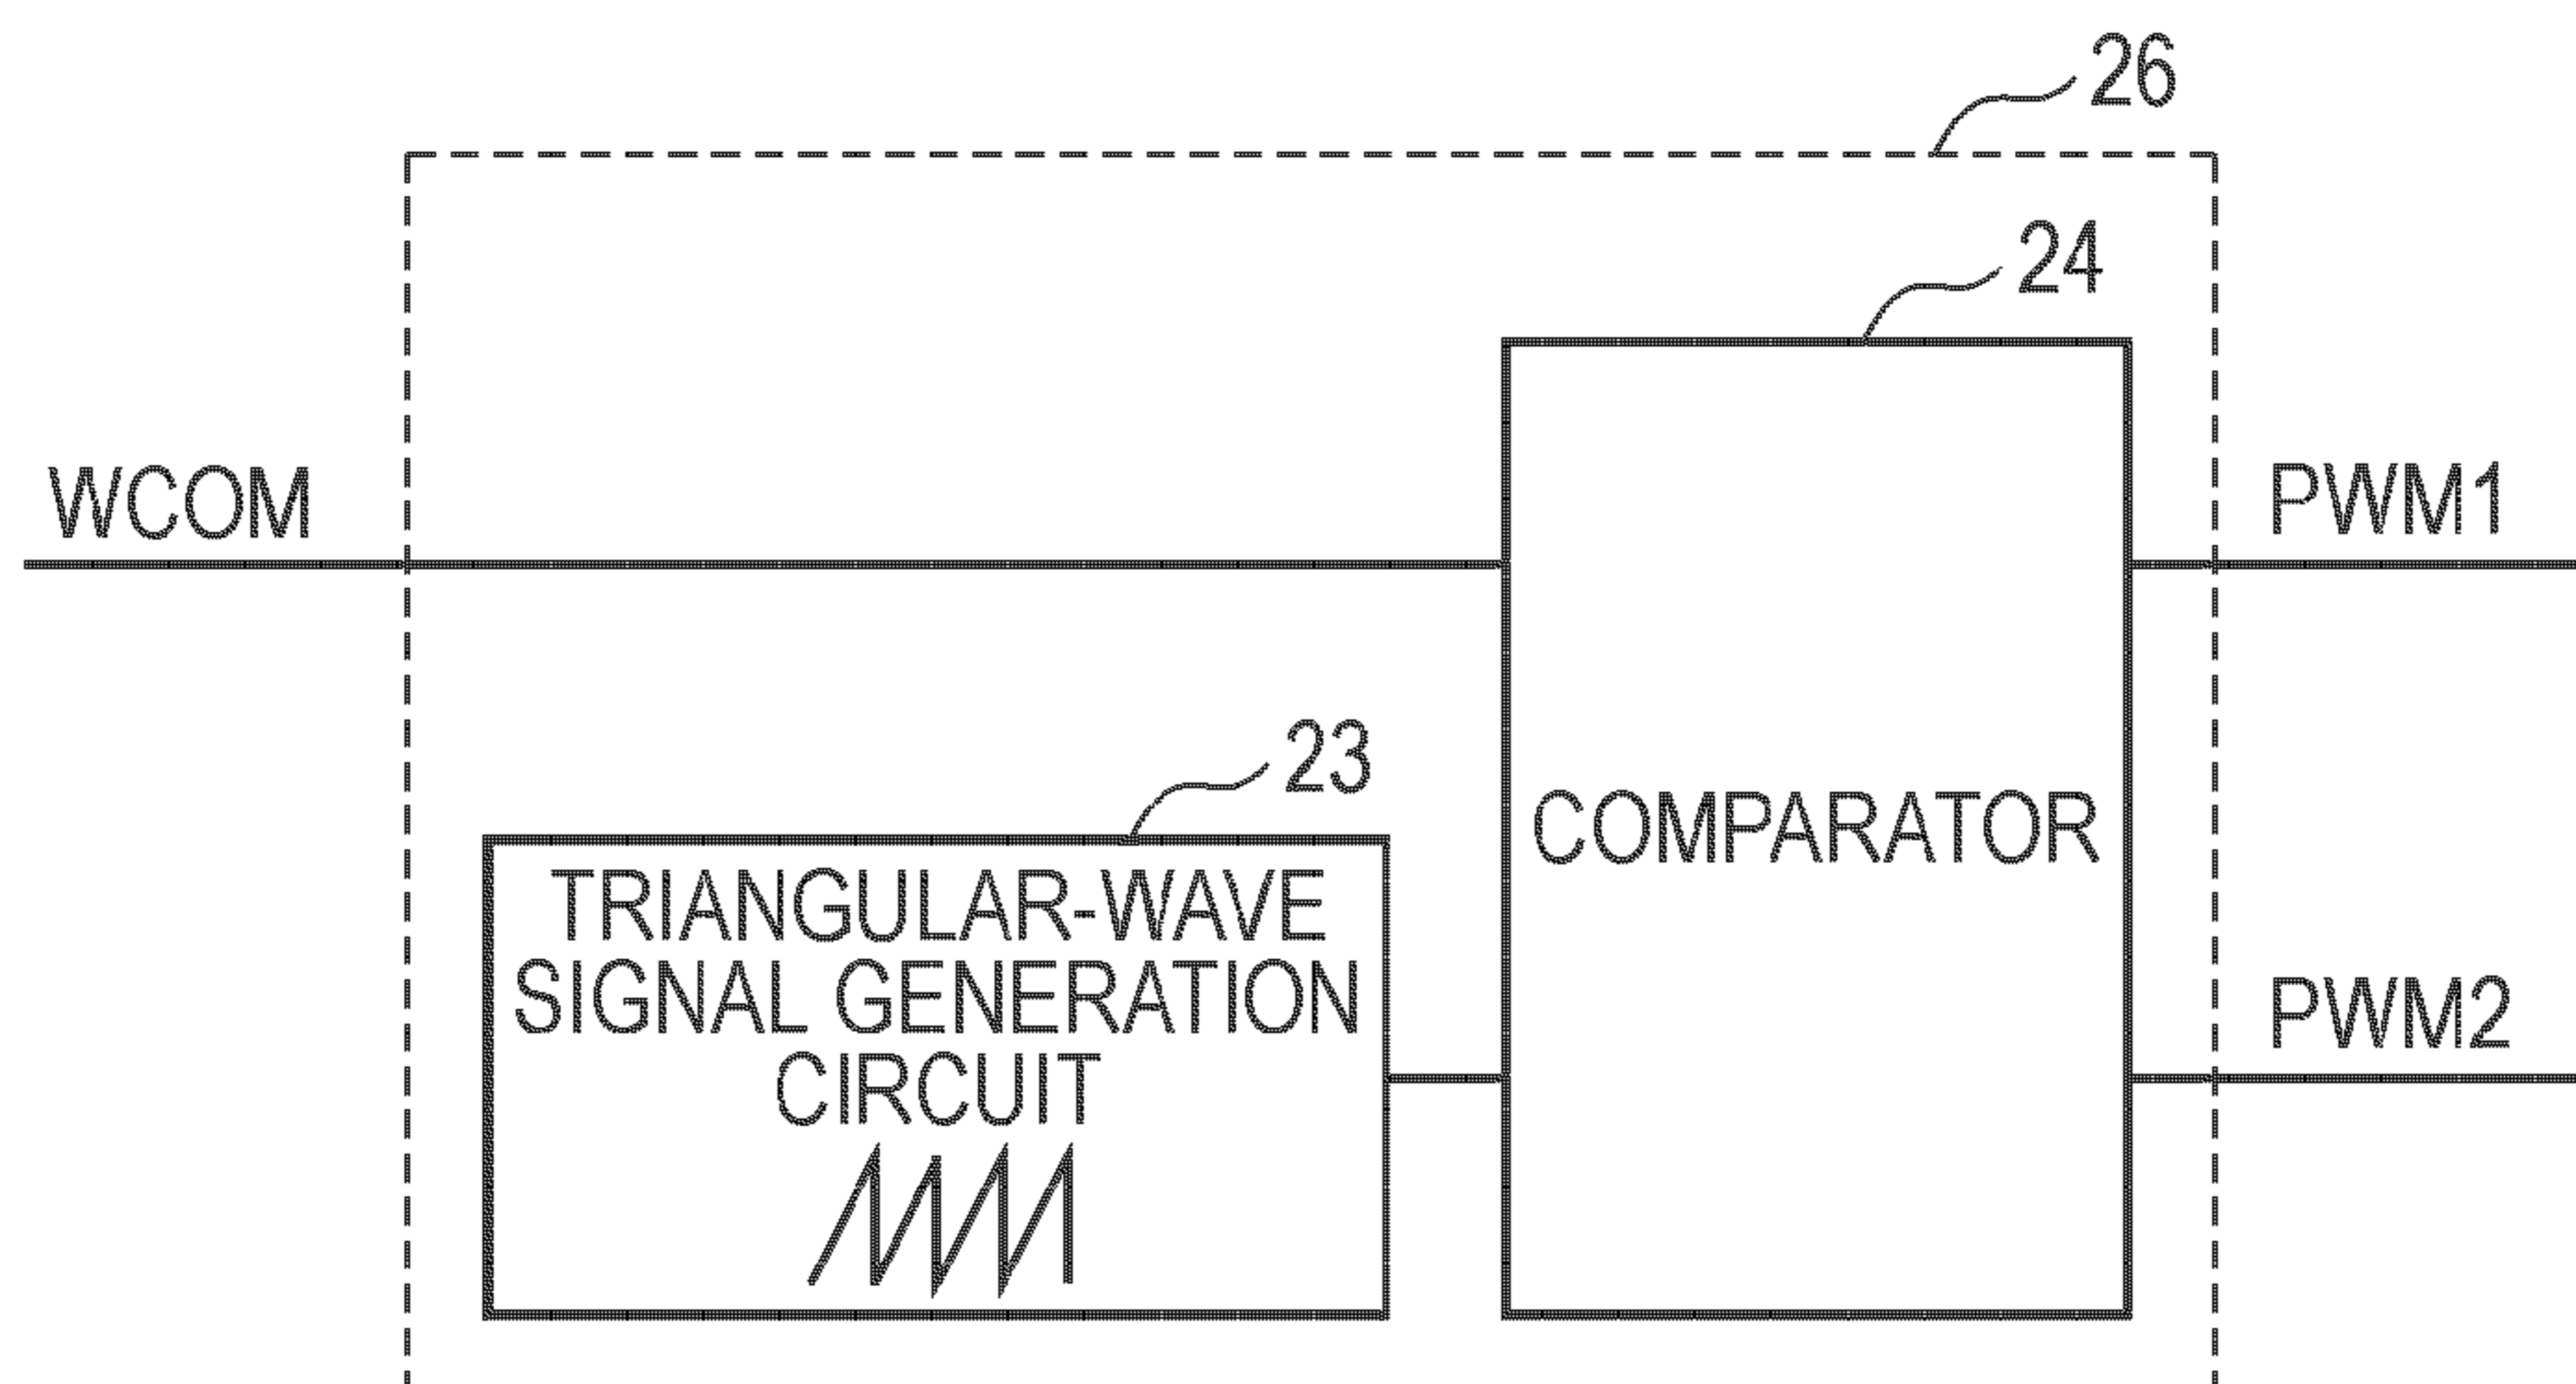 26
24
WCOM
PWM1
23
COMPARATOR
TRIANGULAR-WAVE
SIGNAL GENERATION
CIRCUIT
PWM2